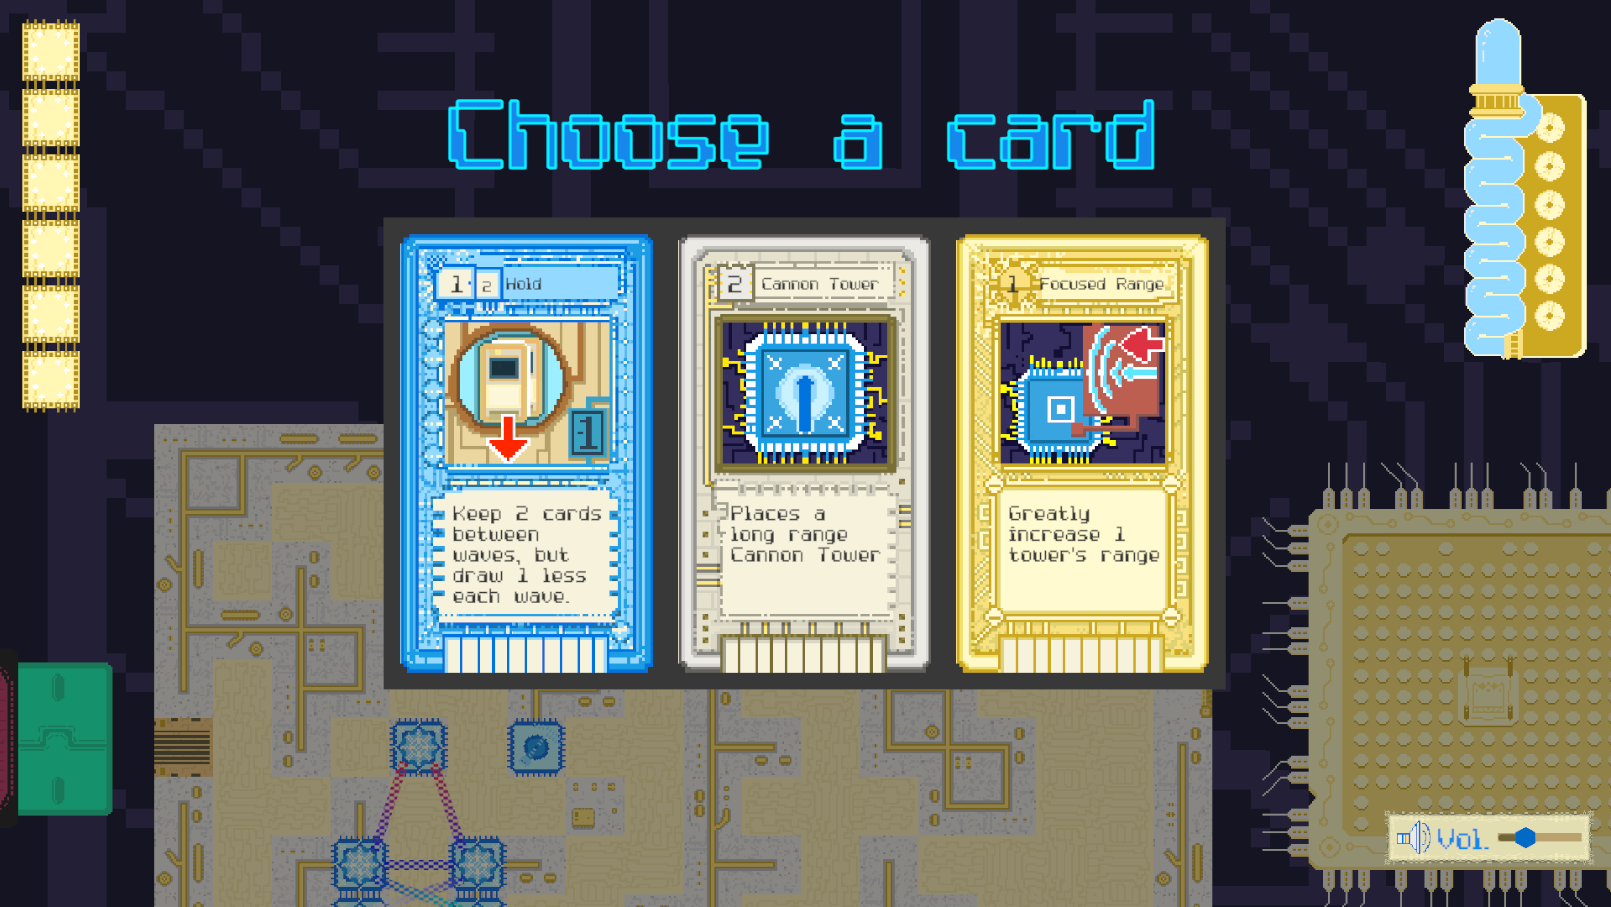 Choose a card
1 2 Hold
-1
Keep 2 cards
between
waves, but
draw 1 less
each wave.
2 Cannon Tower
Places a
long range
Cannon Tower
1 Focused Range
Greatly
increase 1
tower's range
Vol.